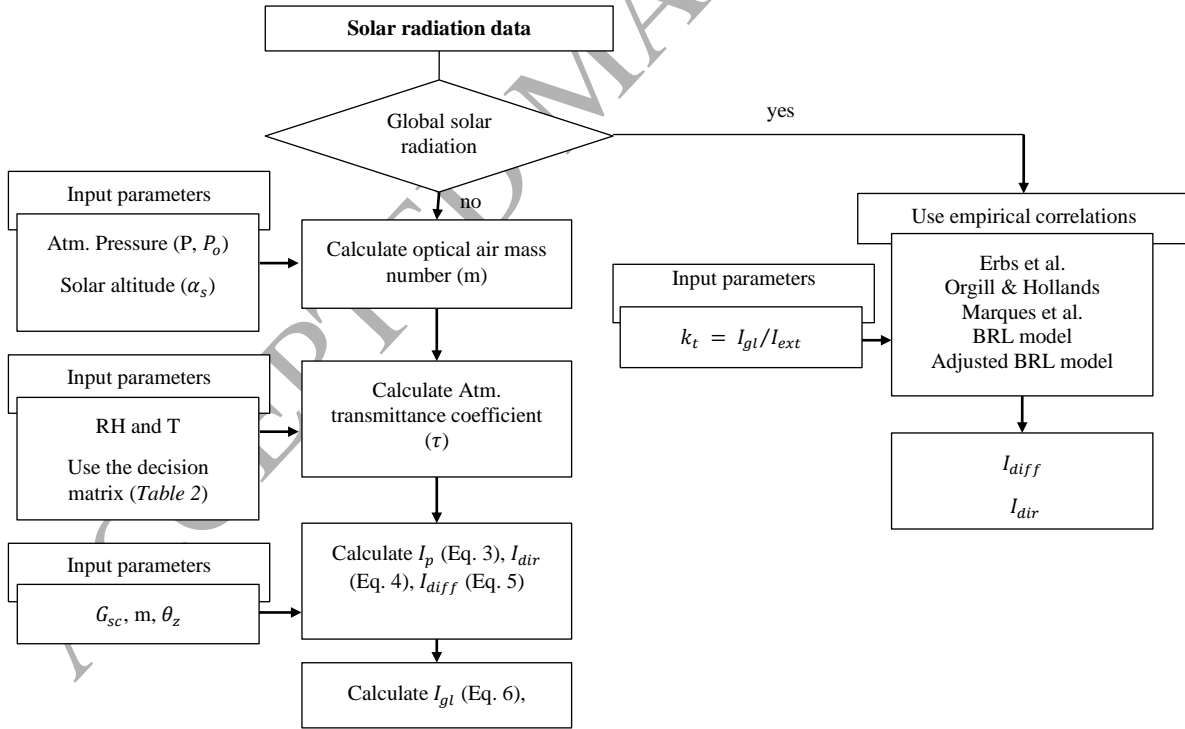 Solar radiation data
Global solar
radiation
yes
no
Input parameters
Atm. Pressure (P, Pₒ)
Solar altitude (αₛ)
Calculate optical air mass
number (m)
Input parameters
RH and T
Use the decision
matrix (Table 2)
Calculate Atm.
transmittance coefficient
(τ)
Input parameters
G_sc, m, θ_z
Calculate I_p (Eq. 3), I_dir
(Eq. 4), I_diff (Eq. 5)
Calculate I_gl (Eq. 6),
Use empirical correlations
Erbs et al.
Orgill & Hollands
Marques et al.
BRL model
Adjusted BRL model
Input parameters
k_t = I_gl/I_ext
I_diff
I_dir